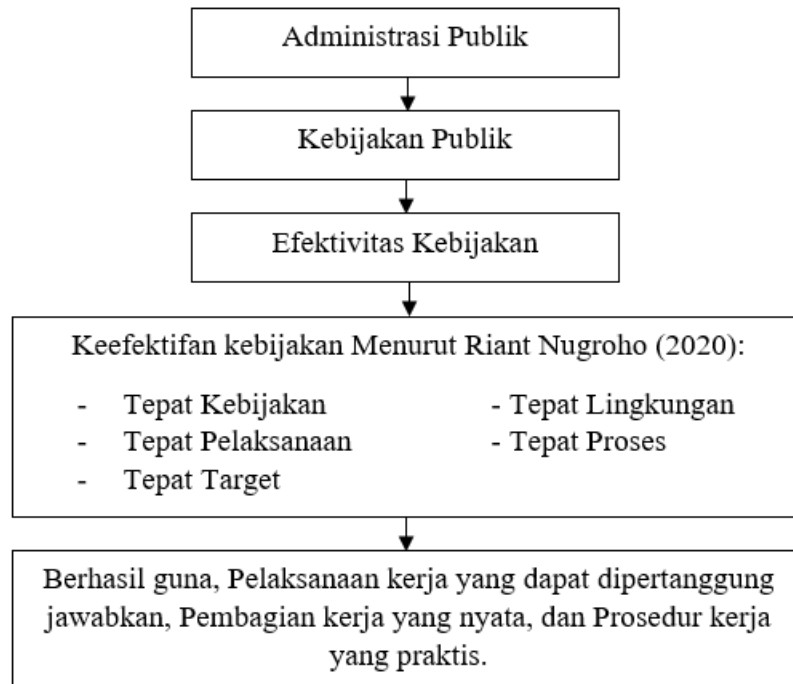 Administrasi Publik
Kebijakan Publik
Efektivitas Kebijakan
Keefektifan kebijakan Menurut Riant Nugroho (2020):
- Tepat Kebijakan - Tepat Lingkungan
- Tepat Pelaksanaan - Tepat Proses
- Tepat Target
Berhasil guna, Pelaksanaan kerja yang dapat dipertanggung
jawabkan, Pembagian kerja yang nyata, dan Prosedur kerja
yang praktis.